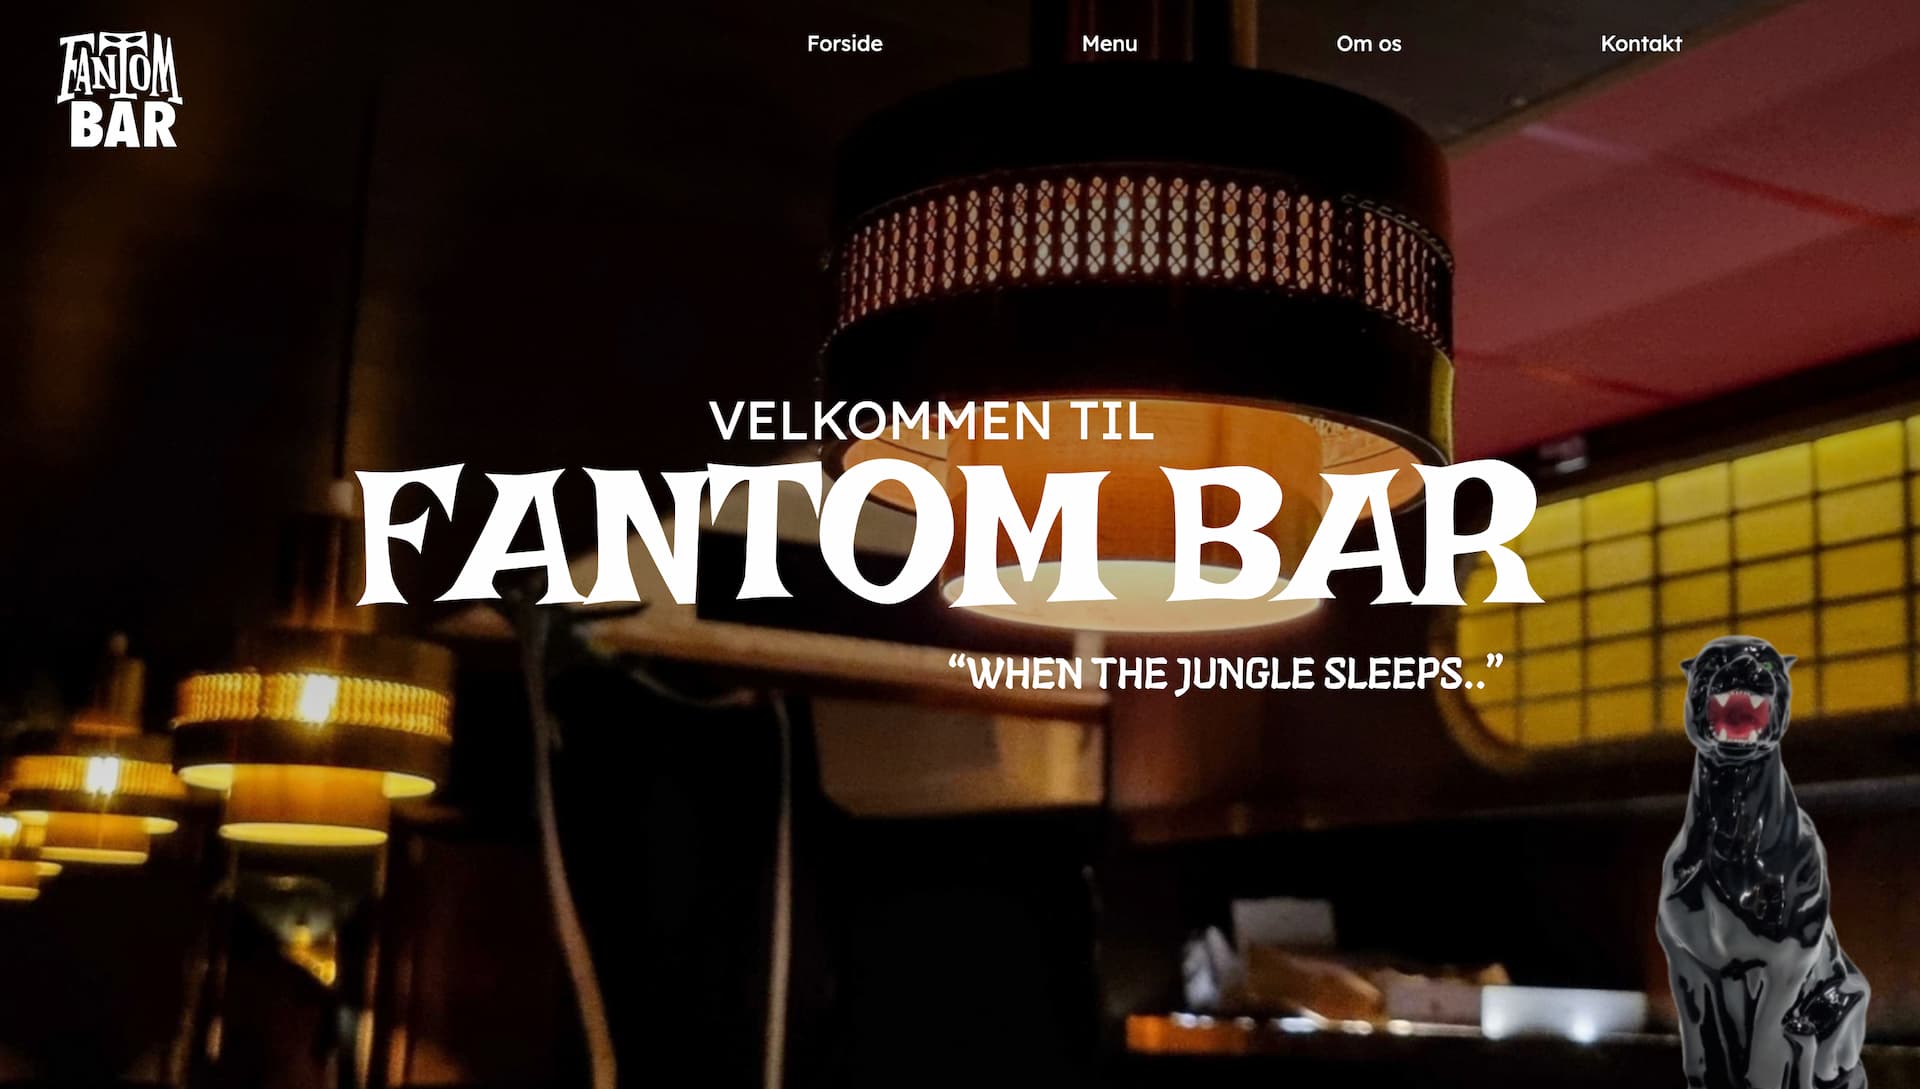 FANTOM
BAR
Forside
Menu
Om os
Kontakt
VELKOMMEN TIL
FANTOM BAR
“WHEN THE JUNGLE SLEEPS..”